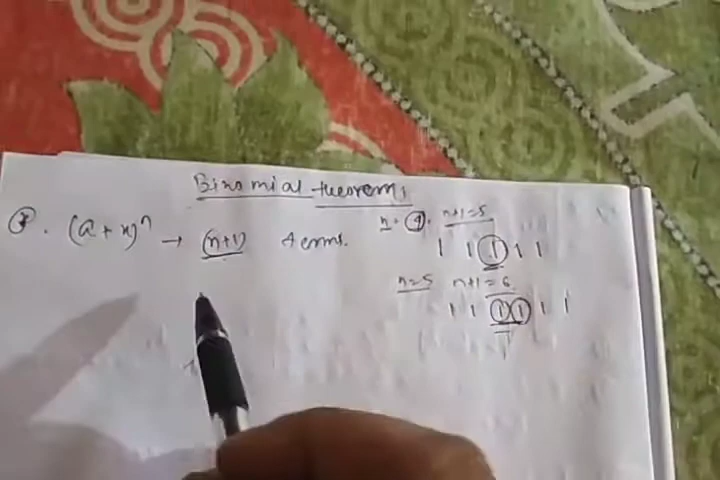 Binomial theorem,
(a + x)ⁿ → (n+1) terms.
n = 4. n+1=5
1 1 1 1 1
n=5 n+1=6
1 1 1 1 1 1